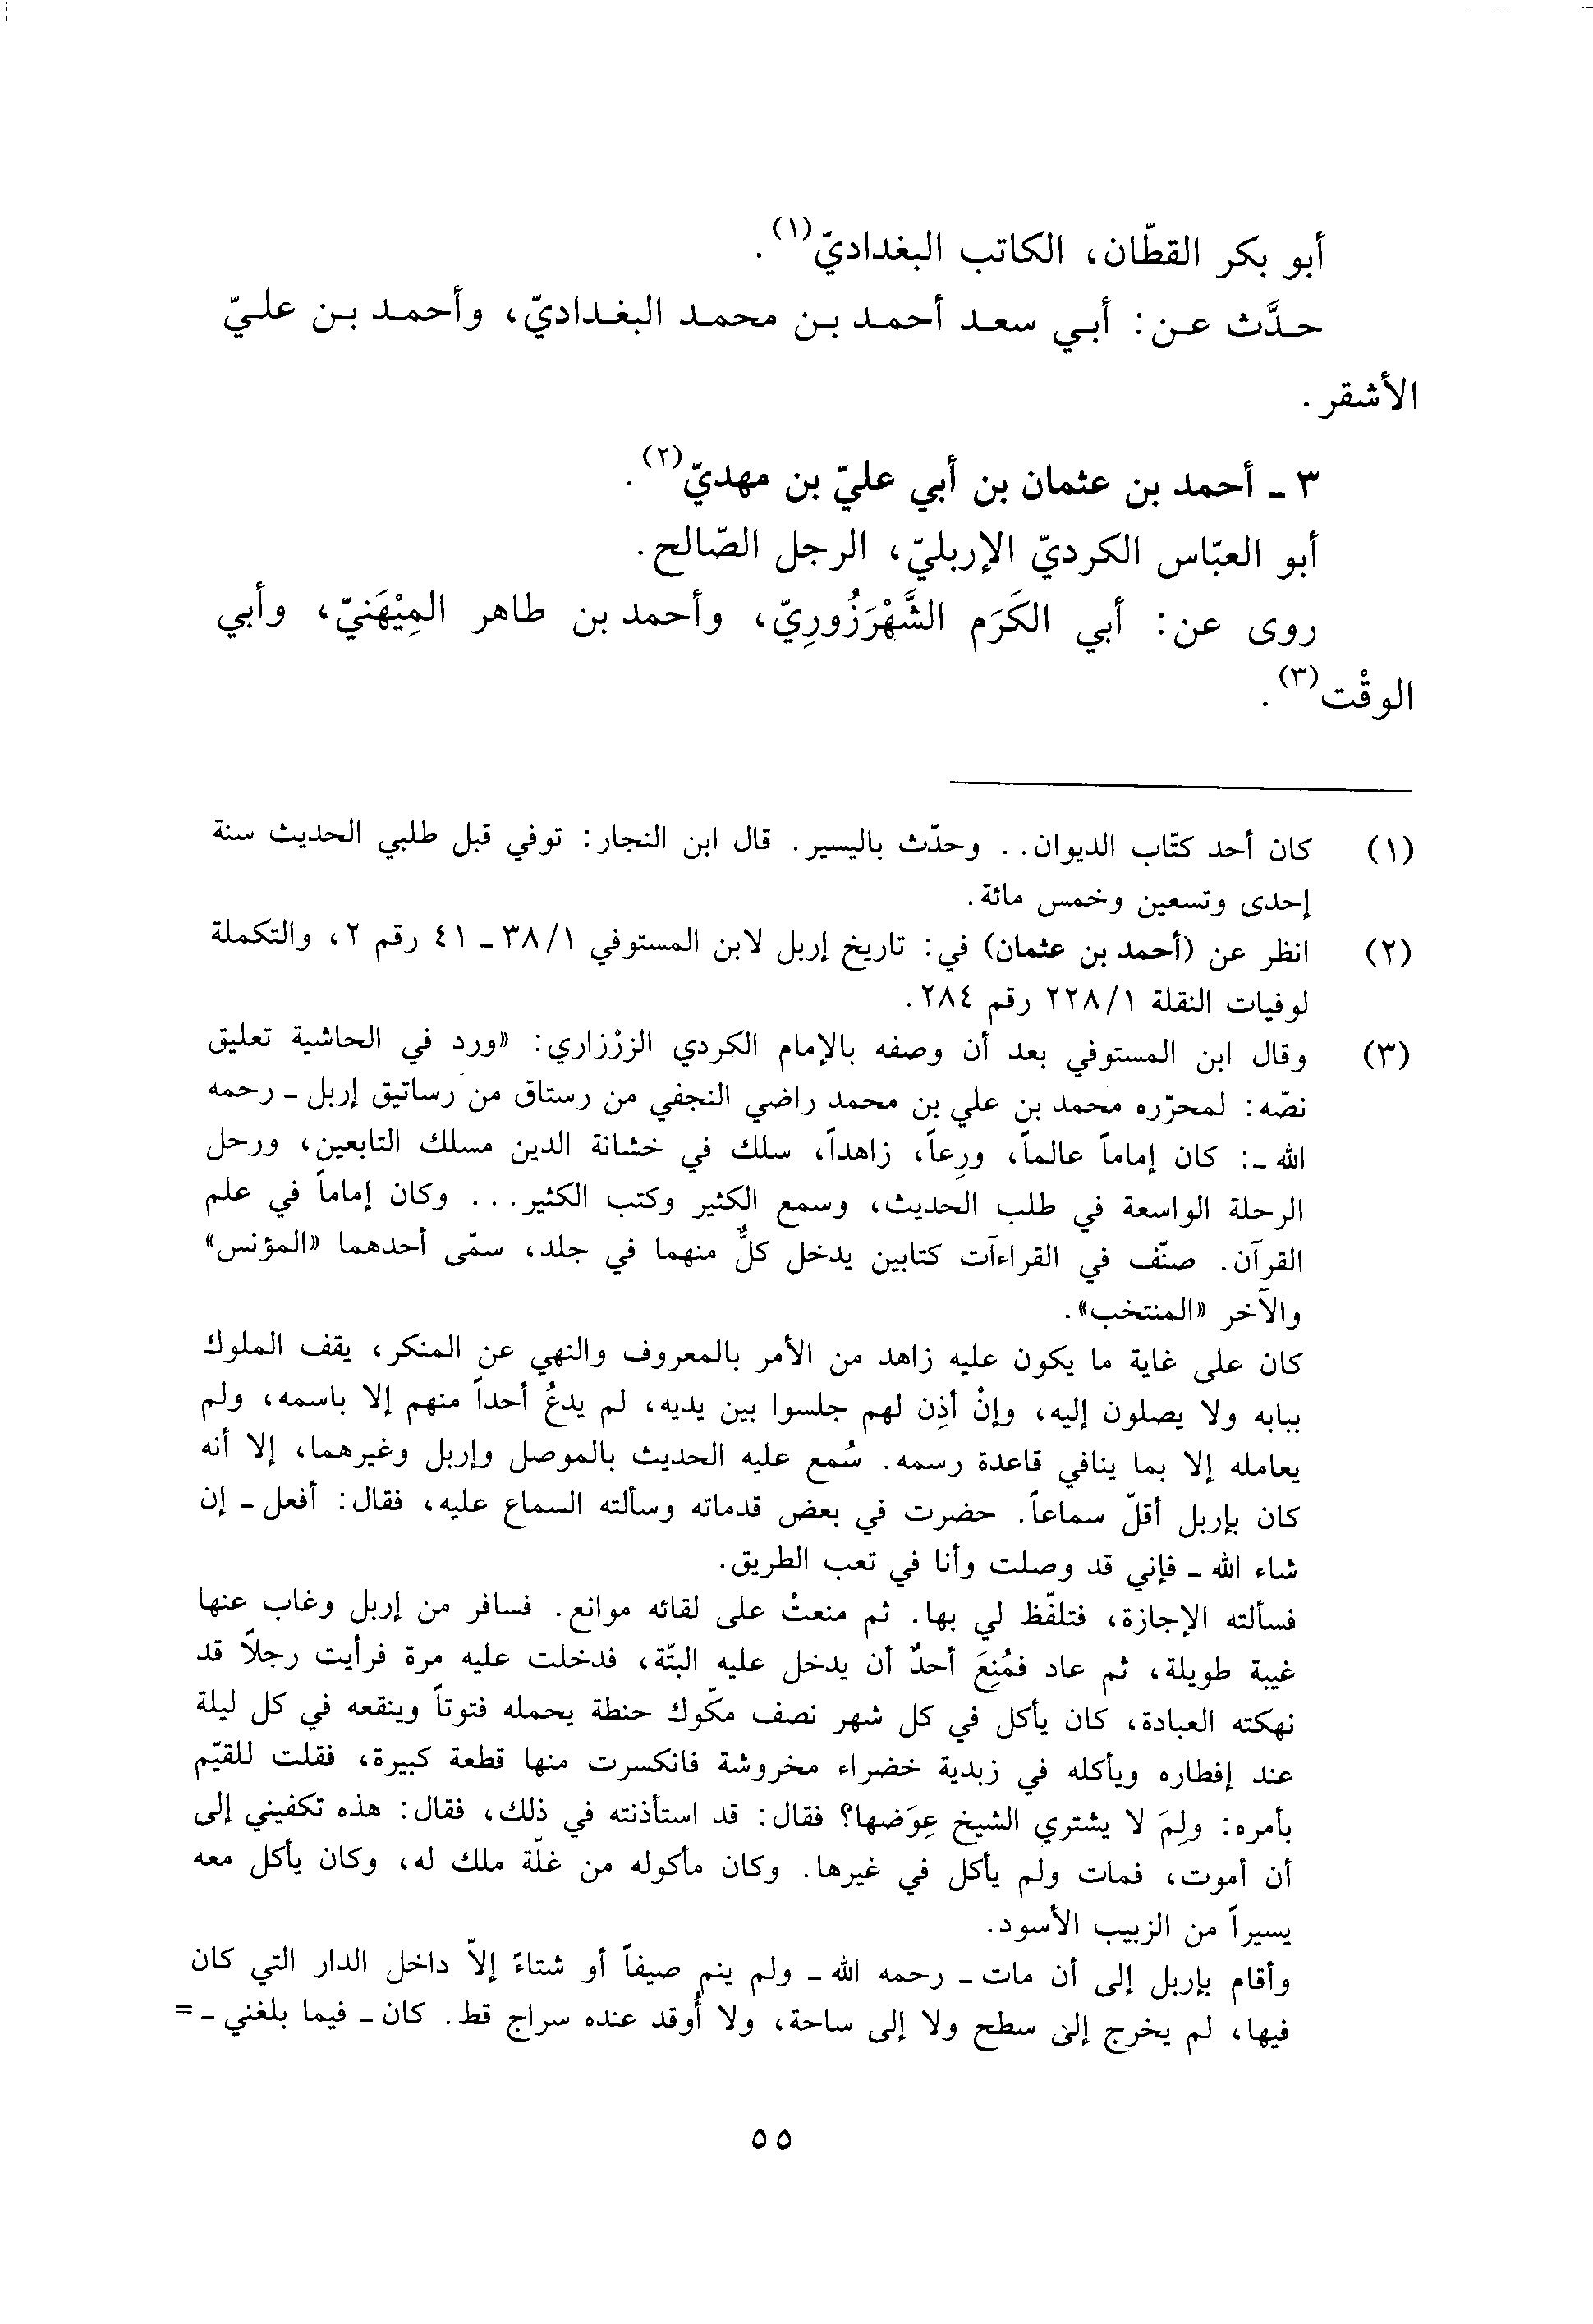 أبو بكر القطّان، الكاتب البغداديّ(١).
حدَّث عن: أبي سعد أحمد بن محمد البغداديّ، وأحمد بن عليّ
الأشقر.
٣ ـ أحمد بن عثمان بن أبي عليّ بن مهديّ(٢).
أبو العبّاس الكرديّ الإربليّ، الرجل الصّالح.
روى عن: أبي الكَرَم الشَّهْرَزُورِيّ، وأحمد بن طاهر المِيْهَنيّ، وأبي
الوقْت(٣).
(١) كان أحد كتّاب الديوان.. وحدّث باليسير. قال ابن النجار: توفي قبل طلبي الحديث سنة
إحدى وتسعين وخمس مائة.
(٢) انظر عن (أحمد بن عثمان) في: تاريخ إربل لابن المستوفي ٣٨/١ ـ ٤١ رقم ٢، والتكملة
لوفيات النقلة ٢٢٨/١ رقم ٢٨٤.
(٣) وقال ابن المستوفي بعد أن وصفه بالإمام الكردي الزرْزاري: «ورد في الحاشية تعليق
نصّه: لمحرّره محمد بن علي بن محمد راضي النجفي من رستاق من رساتيق إربل ـ رحمه
الله ـ: كان إماماً عالماً، ورِعاً، زاهداً، سلك في خشانة الدين مسلك التابعين، ورحل
الرحلة الواسعة في طلب الحديث، وسمع الكثير وكتب الكثير... وكان إماماً في علم
القرآن. صنّف في القراءآت كتابين يدخل كلٌّ منهما في جلد، سمّى أحدهما «المؤنس»
والآخر «المنتخب».
كان على غاية ما يكون عليه زاهد من الأمر بالمعروف والنهي عن المنكر، يقف الملوك
ببابه ولا يصلون إليه، وإنْ أذِن لهم جلسوا بين يديه، لم يدعُ أحداً منهم إلا باسمه، ولم
يعامله إلا بما ينافي قاعدة رسمه. سُمع عليه الحديث بالموصل وإربل وغيرهما، إلا أنه
كان بإربل أقلّ سماعاً. حضرت في بعض قدماته وسألته السماع عليه، فقال: أفعل ـ إن
شاء الله ـ فإني قد وصلت وأنا في تعب الطريق.
فسألته الإجازة، فتلفّظ لي بها. ثم منعتْ على لقائه موانع. فسافر من إربل وغاب عنها
غيبة طويلة، ثم عاد فمُنِعَ أحدٌ أن يدخل عليه البتّة، فدخلت عليه مرة فرأيت رجلاً قد
نهكته العبادة، كان يأكل في كل شهر نصف مكّوك حنطة يحمله فتوتاً وينقعه في كل ليلة
عند إفطاره ويأكله في زبدية خضراء مخروشة فانكسرت منها قطعة كبيرة، فقلت للقيّم
بأمره: ولِمَ لا يشتري الشيخ عِوَضها؟ فقال: قد استأذنته في ذلك، فقال: هذه تكفيني إلى
أن أموت، فمات ولم يأكل في غيرها. وكان مأكوله من غلّة ملك له، وكان يأكل معه
يسيراً من الزبيب الأسود.
وأقام بإربل إلى أن مات ـ رحمه الله ـ ولم ينم صيفاً أو شتاءً إلاّ داخل الدار التي كان
فيها، لم يخرج إلى سطح ولا إلى ساحة، ولا أُوقد عنده سراج قط. كان ـ فيما بلغني ـ =
٥٥